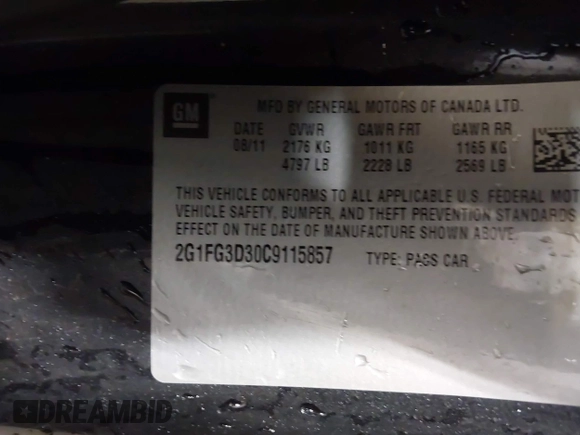 GM
MFD BY GENERAL MOTORS OF CANADA LTD.
DATE GVWR GAWR FRT GAWR RR
08/11 2176 KG 1011 KG 1165 KG
4797 LB 2228 LB 2569 LB
THIS VEHICLE CONFORMS TO ALL APPLICABLE U.S. FEDERAL MOT
VEHICLE SAFETY, BUMPER, AND THEFT PREVENTION STANDARDS
EFFECT ON THE DATE OF MANUFACTURE SHOWN ABOVE.
2G1FG3D30C9115857 TYPE: PASS CAR
DREAMBID